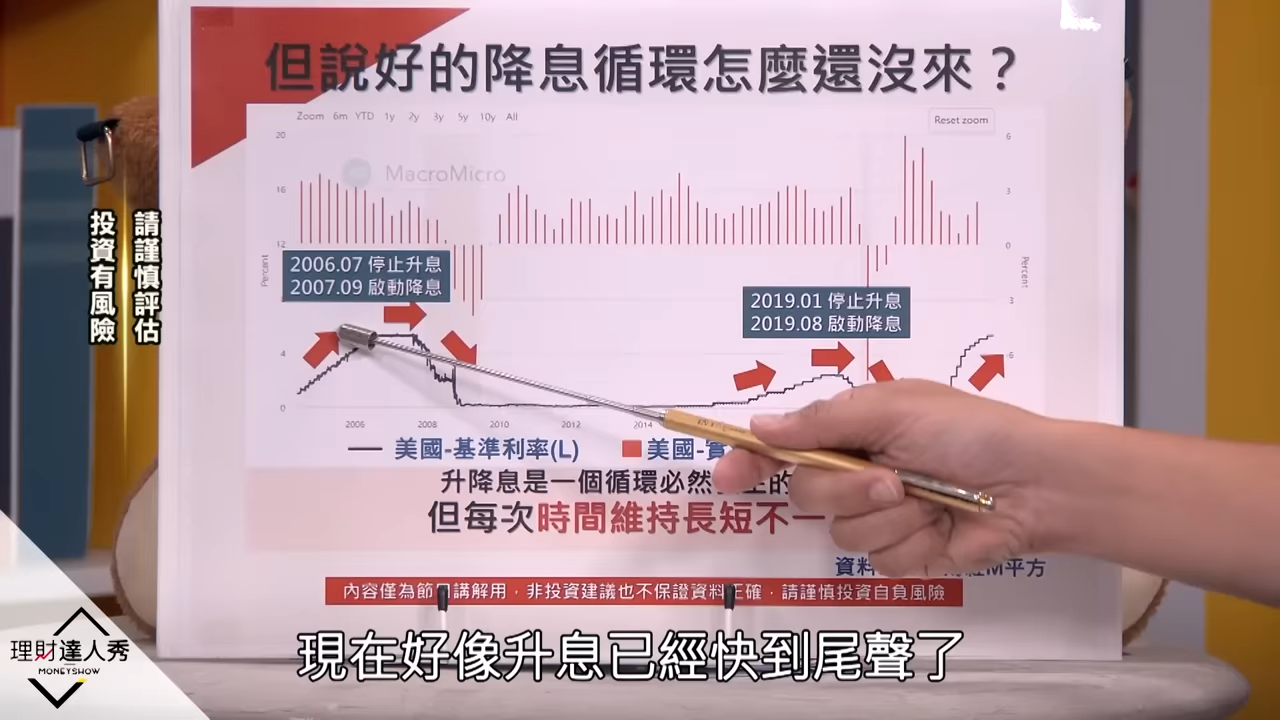 但說好的降息循環怎麼還沒來？
Zoom 6m YTD 1y 2y 3y 5y 10y All
Reset zoom
MacroMicro
20
16
12
4
0
Percent
6
3
0
3
-6
Percent
2006.07 停止升息
2007.09 啟動降息
2019.01 停止升息
2019.08 啟動降息
2006 2008 2010 2012 2014
美國-基準利率(L)
美國-實
升降息是一個循環必然
的
但每次時間維持長短不一
資料
M平方
內容僅為節目講解用，非投資建議也不保證資料正確，請謹慎投資自負風險
請謹慎評估
投資有風險
理財達人秀
MONEYSHOW
現在好像升息已經快到尾聲了